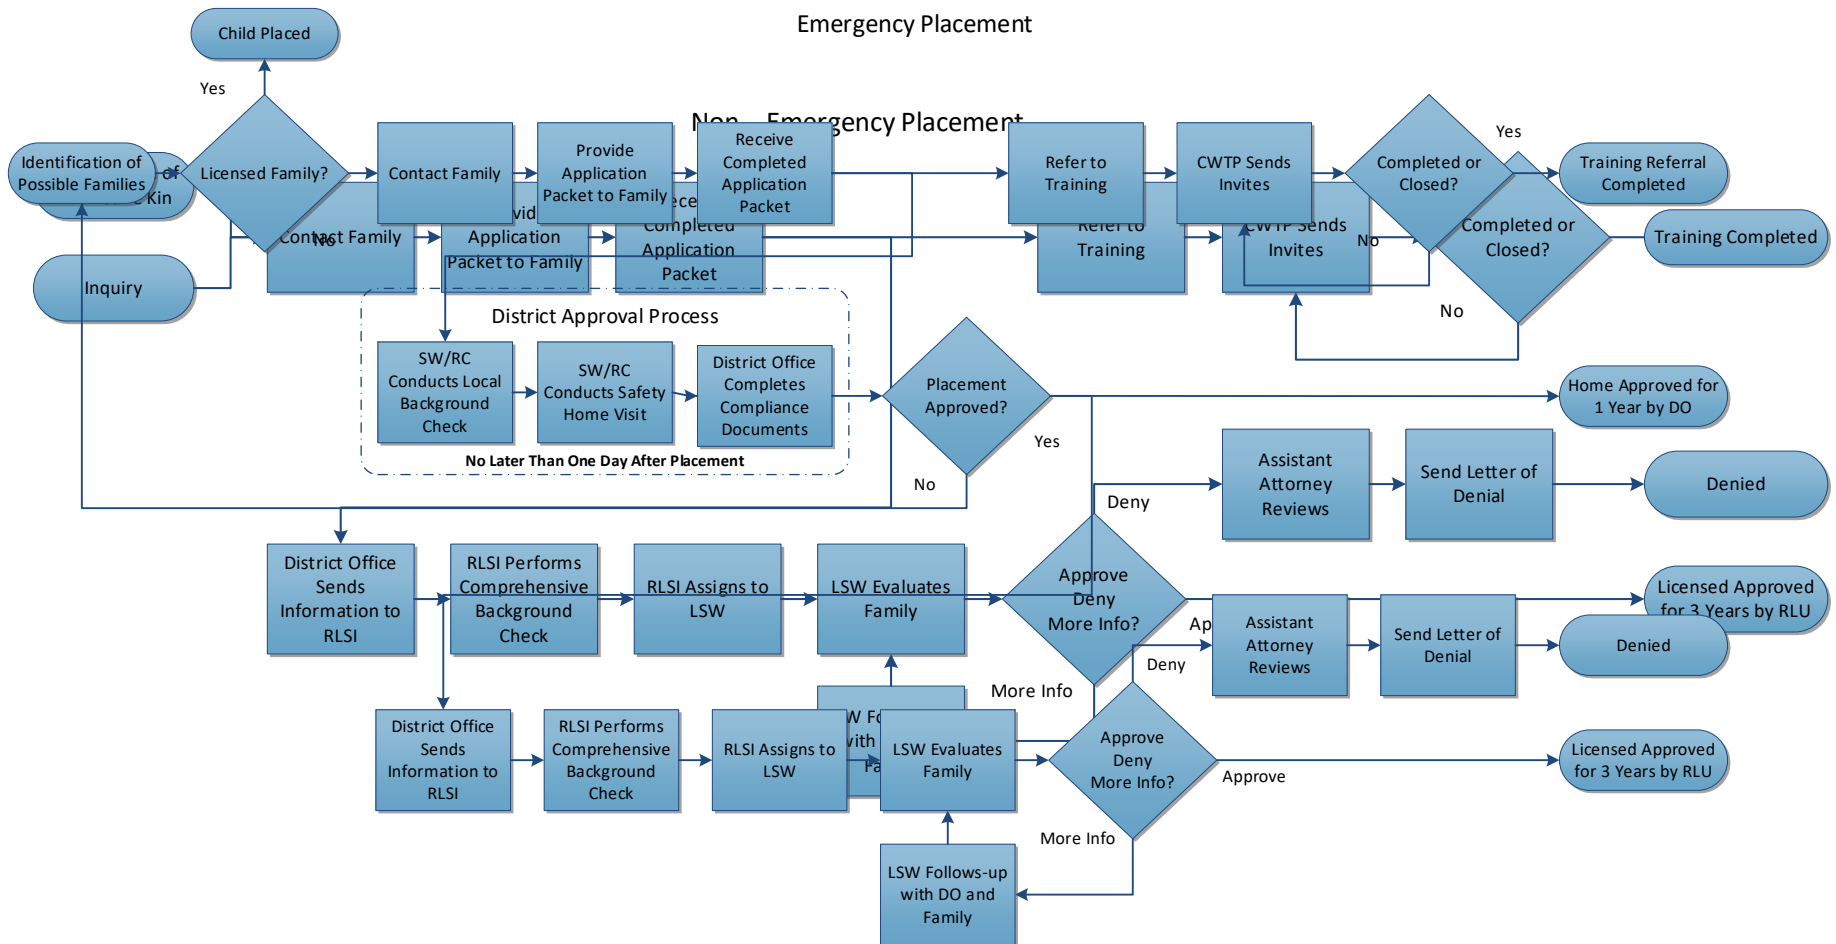 Emergency Placement
Child Placed
Yes
Non Emergency Placement
Identification of
Possible Families
of
Kin
Licensed Family?
No
Contact Family
Provide
Application
Packet to Family
Receive
Completed
Application
Packet
Refer to
Training
CWTP Sends
Invites
Completed or
Closed?
Yes
No
Training Referral
Completed
Inquiry
Contact Family
Application
Packet to Family
Completed
Application
Packet
Refer to
Training
CWTP Sends
Invites
Completed or
Closed?
No
Training Completed
District Approval Process
SW/RC
Conducts Local
Background
Check
SW/RC
Conducts Safety
Home Visit
District Office
Completes
Compliance
Documents
No Later Than One Day After Placement
Placement
Approved?
Yes
No
Home Approved for
1 Year by DO
Deny
Assistant
Attorney
Reviews
Send Letter of
Denial
Denied
District Office
Sends
Information to
RLSI
RLSI Performs
Comprehensive
Background
Check
RLSI Assigns to
LSW
LSW Evaluates
Family
Approve
Deny
More Info?
Licensed Approved
for 3 Years by RLU
More Info
Deny
Assistant
Attorney
Reviews
Send Letter of
Denial
Denied
District Office
Sends
Information to
RLSI
RLSI Performs
Comprehensive
Background
Check
RLSI Assigns to
LSW
with
LSW Evaluates
Family
Approve
Deny
More Info?
Approve
Licensed Approved
for 3 Years by RLU
More Info
LSW Follows-up
with DO and
Family